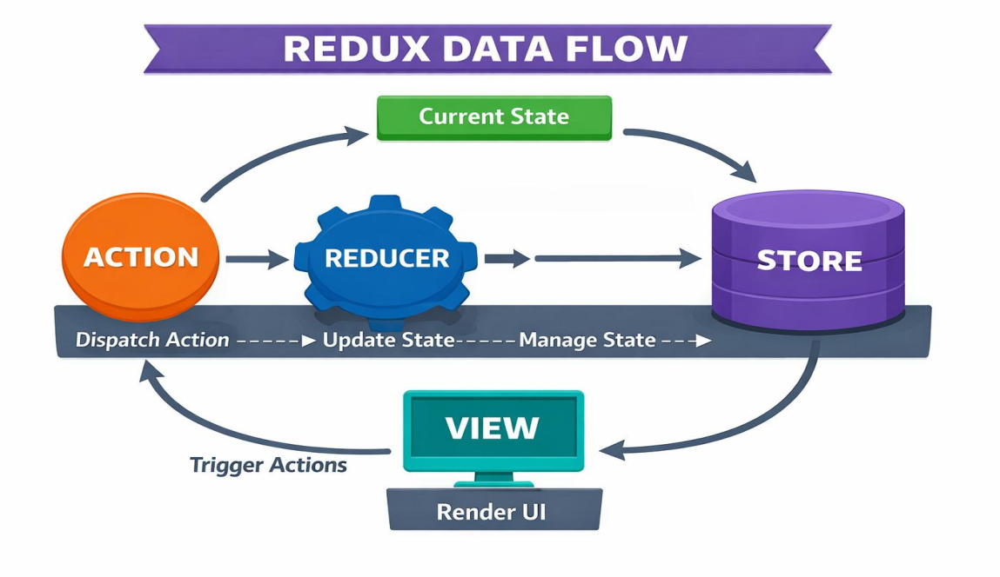 REDUX DATA FLOW
Current State
ACTION
REDUCER
STORE
Dispatch Action
Update State
Manage State
VIEW
Trigger Actions
Render UI